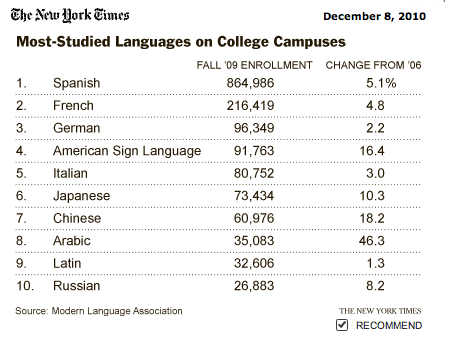 The New York Times December 8, 2010
Most-Studied Languages on College Campuses
FALL '09 ENROLLMENT CHANGE FROM '06
1. Spanish 864,986 5.1%
2. French 216,419 4.8
3. German 96,349 2.2
4. American Sign Language 91,763 16.4
5. Italian 80,752 3.0
6. Japanese 73,434 10.3
7. Chinese 60,976 18.2
8. Arabic 35,083 46.3
9. Latin 32,606 1.3
10. Russian 26,883 8.2
Source: Modern Language Association THE NEW YORK TIMES
RECOMMEND